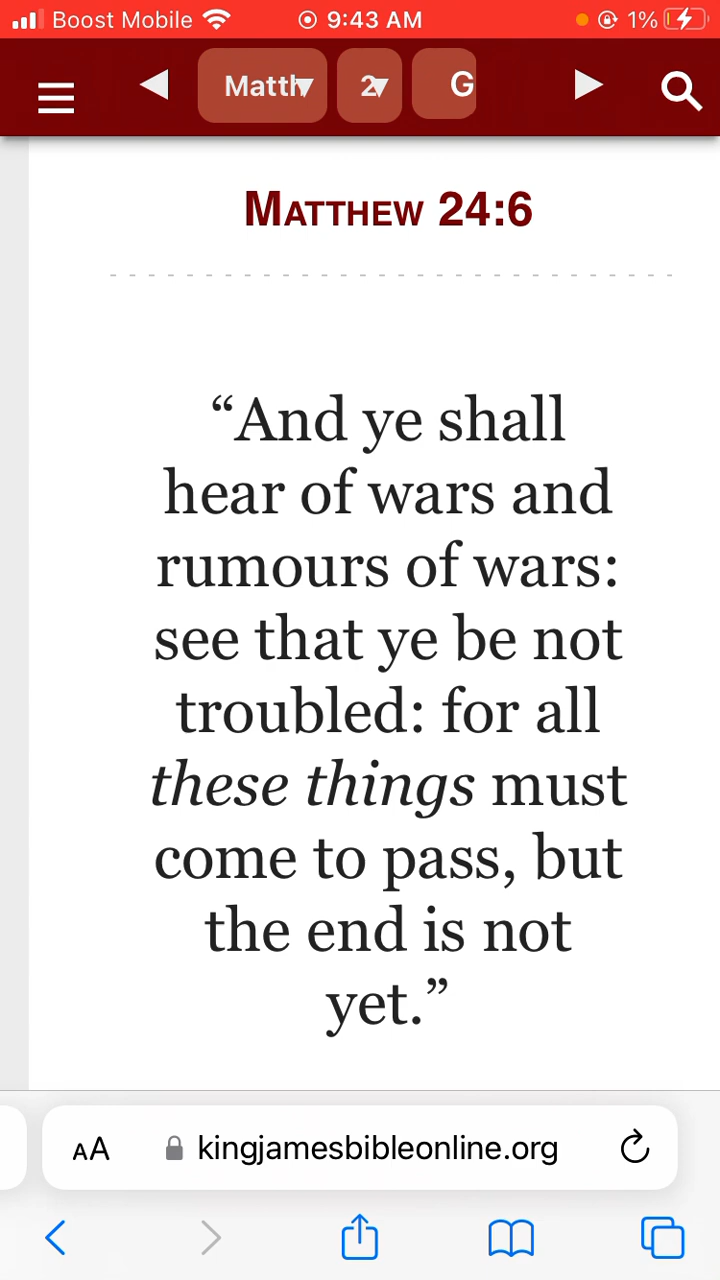 Boost Mobile 9:43 AM 1%
Matth 2 G
MATTHEW 24:6
“And ye shall
hear of wars and
rumours of wars:
see that ye be not
troubled: for all
these things must
come to pass, but
the end is not
yet.”
AA kingjamesbibleonline.org